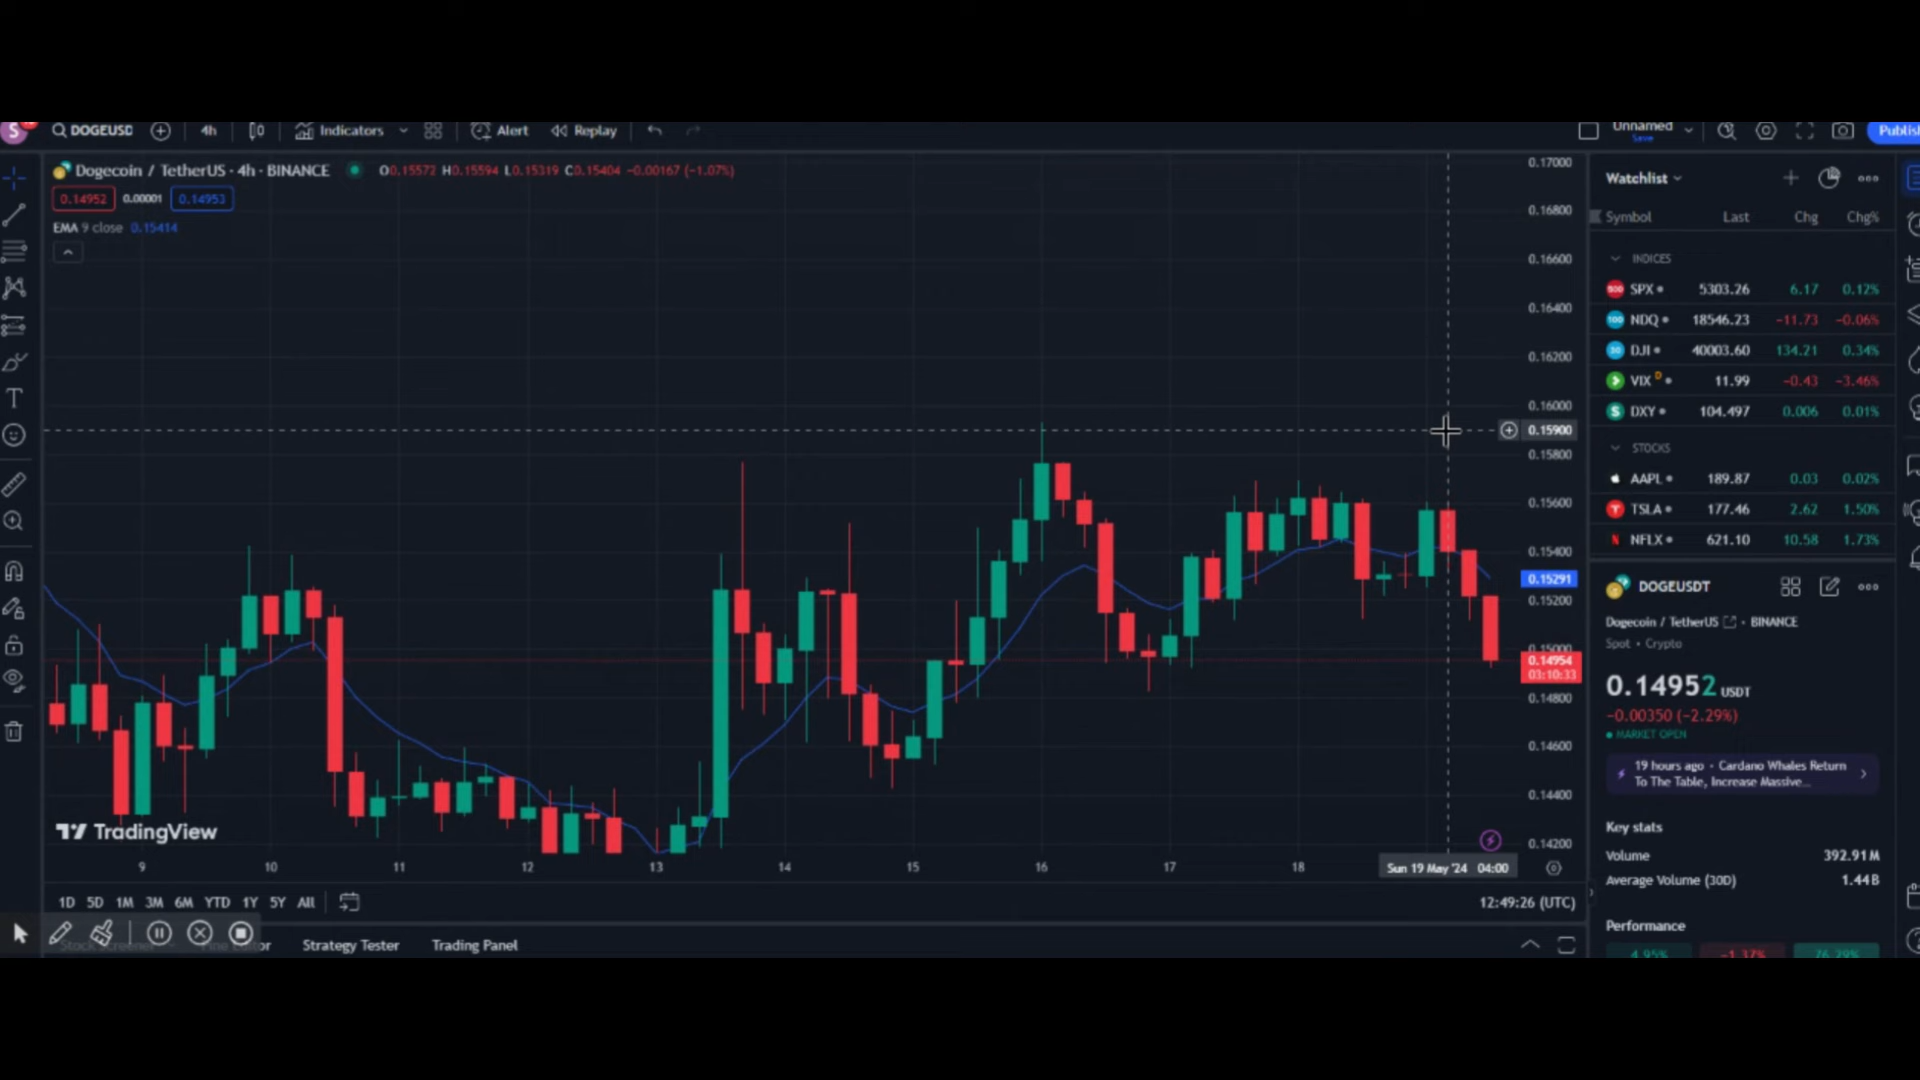 S DOGEUSD 4h Indicators Alert Replay Unnamed Save Publis
Dogecoin / TetherUS · 4h · BINANCE O0.15572 H0.15594 L0.15319 C0.15404 −0.00167 (−1.07%)
0.14952 0.00001 0.14953
EMA 9 close 0.15414
0.17000
0.16800
0.16600
0.16400
0.16200
0.16000
0.15900
0.15800
0.15600
0.15400
0.15291
0.15200
0.15000
0.14954
03:10:33
0.14800
0.14600
0.14400
0.14200
TradingView
9 10 11 12 13 14 15 16 17 18 Sun 19 May '24 04:00
1D 5D 1M 3M 6M YTD 1Y 5Y All 12:49:26 (UTC)
Strategy Tester Trading Panel
Watchlist
Symbol Last Chg Chg%
INDICES
SPX 5303.26 6.17 0.12%
NDQ 18546.23 −11.73 −0.06%
DJI 40003.60 134.21 0.34%
VIX D 11.99 −0.43 −3.46%
DXY 104.497 0.006 0.01%
STOCKS
AAPL 189.87 0.03 0.02%
TSLA 177.46 2.62 1.50%
NFLX 621.10 10.58 1.73%
DOGEUSDT
Dogecoin / TetherUS · BINANCE
Spot · Crypto
0.14952 USDT
−0.00350 (−2.29%)
MARKET OPEN
19 hours ago · Cardano Whales Return
To The Table, Increase Massive...
Key stats
Volume 392.91M
Average Volume (30D) 1.44B
Performance
4.95% −1.37% 76.29%